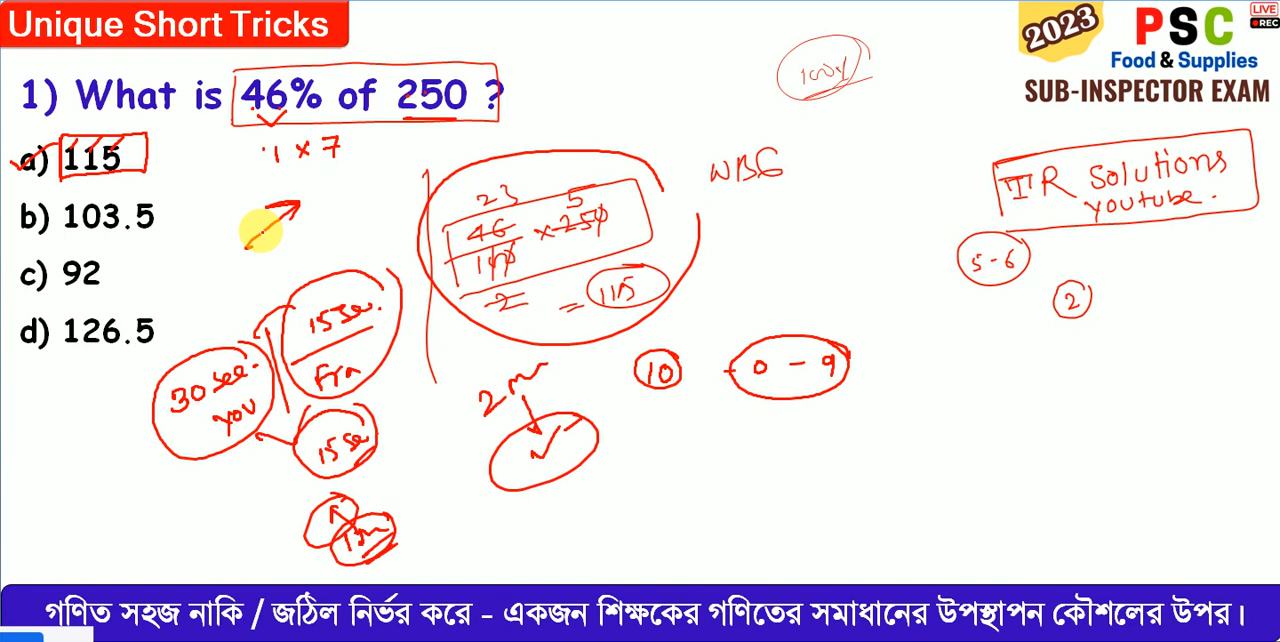 Unique Short Tricks
2023
PSC
LIVE
REC
Food & Supplies
SUB-INSPECTOR EXAM
1) What is 46% of 250 ?
a) 115
b) 103.5
c) 92
d) 126.5
1 x 7
23 5
46 x 250
100
2 = 115
WBC
TR Solutions
youtube.
5-6
2
15 Sec.
30 Sec.
you
15 Sec
2 m
10
0 - 9
গণিত সহজ নাকি / জঠিল নির্ভর করে - একজন শিক্ষকের গণিতের সমাধানের উপস্থাপন কৌশলের উপর।